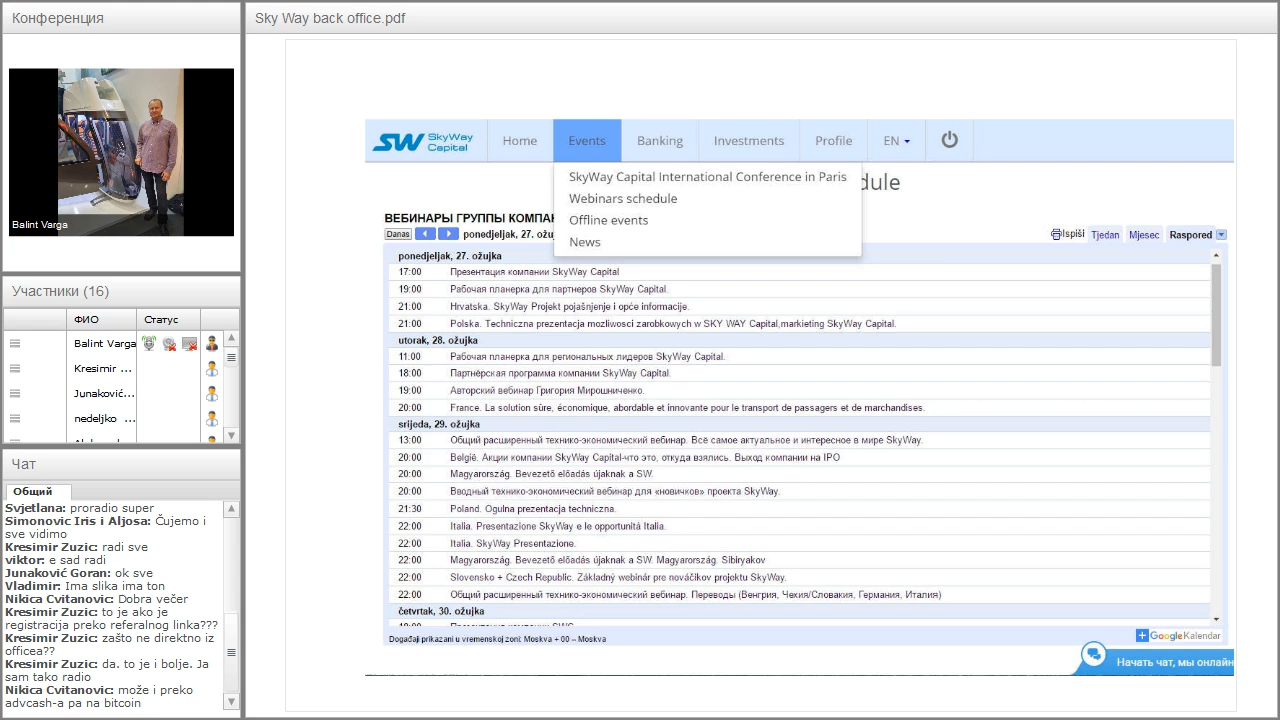 Конференция
Balint Varga
Участники (16)
ФИО
Статус
Balint Varga
Kresimir ...
Junaković...
nedeljko ...
Чат
Общий
Svjetlana: proradio super
Simonovic Iris i Aljosa: Čujemo i
sve vidimo
Kresimir Zuzic: radi sve
viktor: e sad radi
Junaković Goran: ok sve
Vladimir: Ima slika ima ton
Nikica Cvitanovic: Dobra večer
Kresimir Zuzic: to je ako je
registracija preko referalnog linka???
Kresimir Zuzic: zašto ne direktno iz
officea??
Kresimir Zuzic: da. to je i bolje. Ja
sam tako radio
Nikica Cvitanovic: može i preko
advcash-a pa na bitcoin
Sky Way back office.pdf
SW SkyWay
Capital
Home
Events
Banking
Investments
Profile
EN
SkyWay Capital International Conference in Paris
Webinars schedule
Offline events
News
dule
ВЕБИНАРЫ ГРУППЫ КОМПАН
Danas
ponedjeljak, 27. ožuj
Ispiši
Tjedan
Mjesec
Raspored
ponedjeljak, 27. ožujka
17:00 Презентация компании SkyWay Capital
19:00 Рабочая планерка для партнеров SkyWay Capital.
21:00 Hrvatska. SkyWay Projekt pojašnjenje i opće informacije.
21:00 Polska. Techniczna prezentacja mozliwosci zarobkowych w SKY WAY Capital,markieting SkyWay Capital.
utorak, 28. ožujka
11:00 Рабочая планерка для региональных лидеров SkyWay Capital.
18:00 Партнёрская программа компании SkyWay Capital.
19:00 Авторский вебинар Григория Мирошниченко.
20:00 France. La solution sûre, économique, abordable et innovante pour le transport de passagers et de marchandises.
srijeda, 29. ožujka
13:00 Общий расширенный технико-экономический вебинар. Всё самое актуальное и интересное в мире SkyWay.
20:00 België. Акции компании SkyWay Capital-что это, откуда взялись. Выход компании на IPO
20:00 Magyarország. Bevezető előadás újaknak a SW.
20:00 Вводный технико-экономический вебинар для «новичков» проекта SkyWay.
21:30 Poland. Ogulna prezentacja techniczna.
22:00 Italia. Presentazione SkyWay e le opportunitá Italia.
22:00 Italia. SkyWay Presentazione.
22:00 Magyarország. Bevezető előadás újaknak a SW. Magyarország. Sibiryakov
22:00 Slovensko + Czech Republic. Základný webinár pre nováčikov projektu SkyWay.
22:00 Общий расширенный технико-экономический вебинар. Переводы (Венгрия, Чехия/Словакия, Германия, Италия)
četvrtak, 30. ožujka
Događaji prikazani u vremenskoj zoni: Moskva + 00 – Moskva
Google Kalendar
Начать чат, мы онлайн